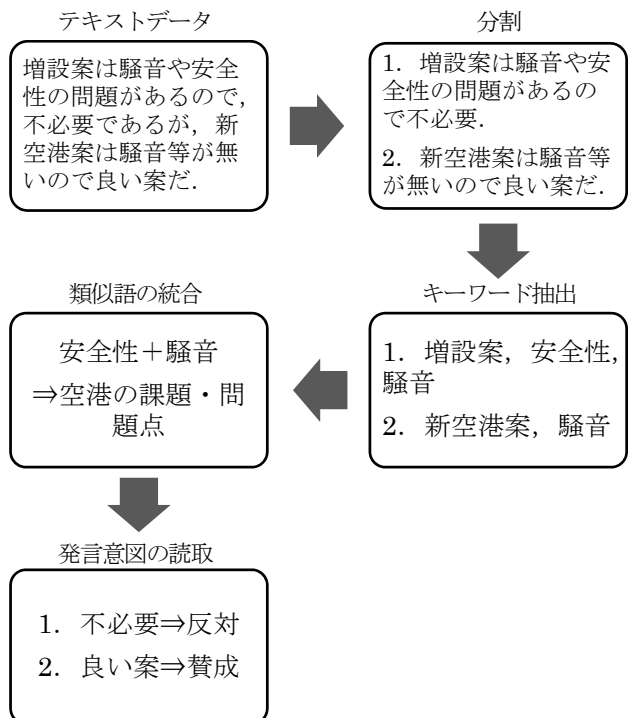 テキストデータ
増設案は騒音や安全
性の問題があるので,
不必要であるが，新
空港案は騒音等が無
いので良い案だ.
分割
1．増設案は騒音や安
全性の問題があるの
で不必要.
2．新空港案は騒音等
が無いので良い案だ.
キーワード抽出
1．増設案，安全性,
騒音
2．新空港案，騒音
類似語の統合
安全性＋騒音
⇒空港の課題・問
題点
発言意図の読取
1．不必要⇒反対
2．良い案⇒賛成